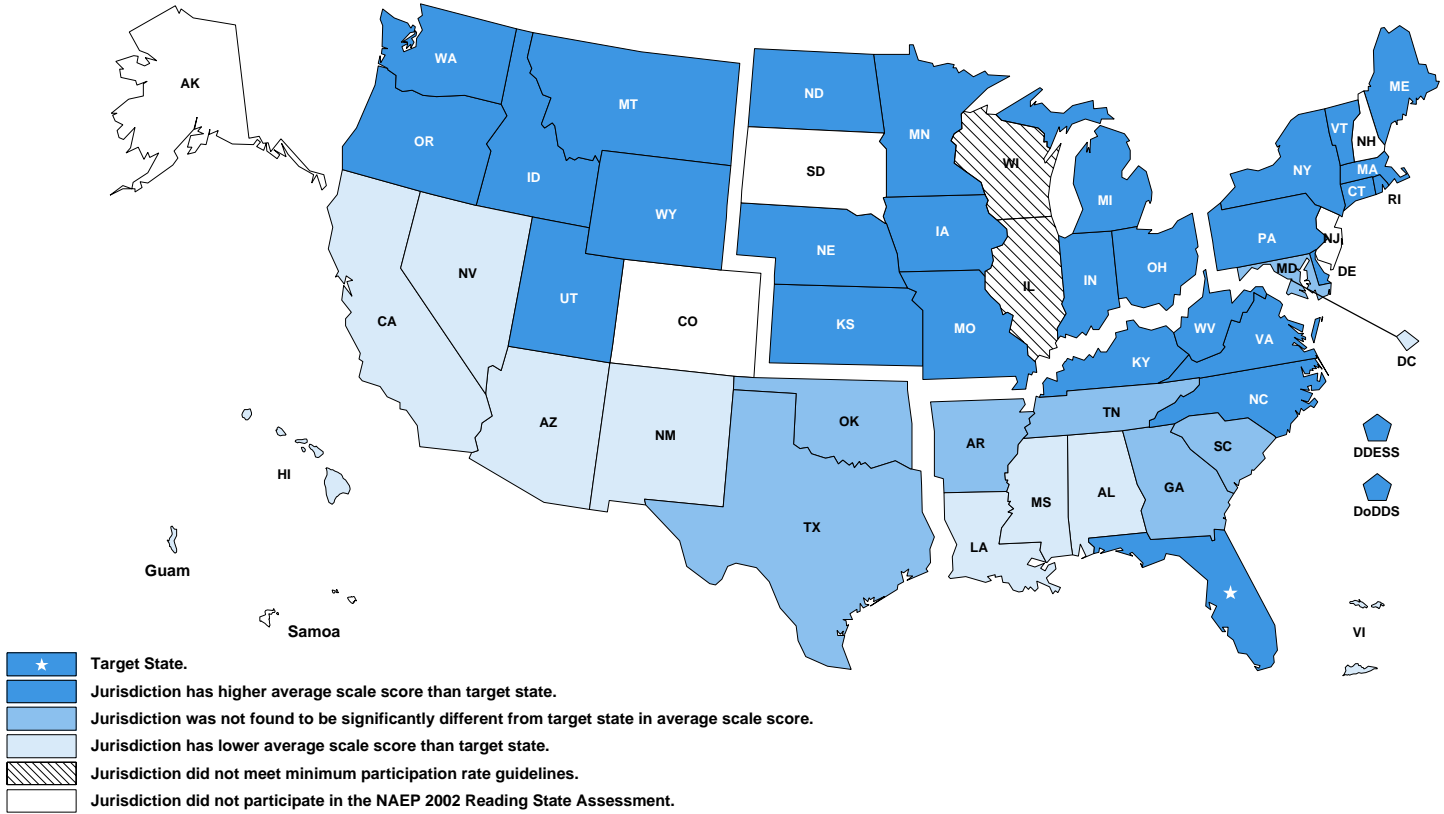 AK
WA
MT
ND
MN
ME
OR
ID
SD
WI
VT
NH
NY
MA
CT
RI
WY
MI
IA
NE
PA
NJ
NV
UT
IL
IN
OH
MD
DE
CA
CO
KS
MO
WV
VA
KY
DC
AZ
NM
OK
AR
TN
NC
SC
DDESS
HI
TX
LA
MS
AL
GA
DoDDS
Guam
Samoa
VI
Target State.
Jurisdiction has higher average scale score than target state.
Jurisdiction was not found to be significantly different from target state in average scale score.
Jurisdiction has lower average scale score than target state.
Jurisdiction did not meet minimum participation rate guidelines.
Jurisdiction did not participate in the NAEP 2002 Reading State Assessment.